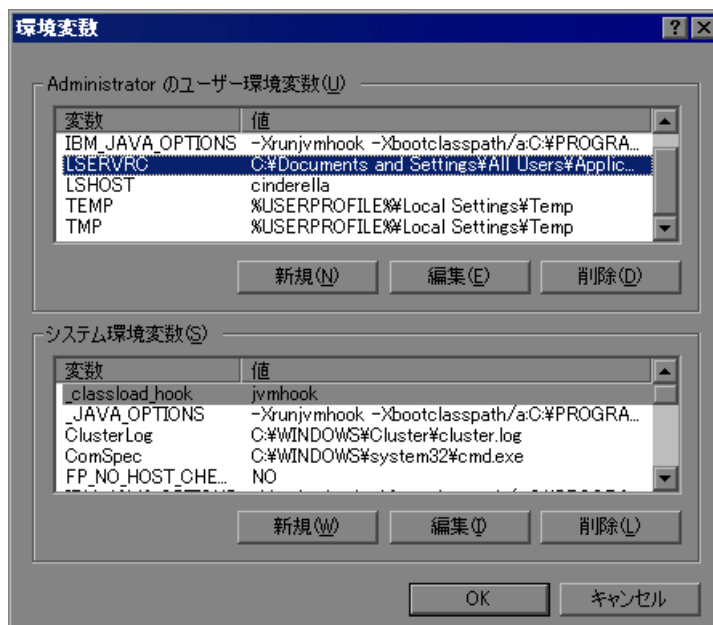 環境変数
Administrator のユーザー環境変数(U)
変数 値
IBM_JAVA_OPTIONS -Xrunjvmhook -Xbootclasspath/a:C:¥PROGRA...
LSERVRC C:¥Documents and Settings¥All Users¥Applic...
LSHOST cinderella
TEMP %USERPROFILE%¥Local Settings¥Temp
TMP %USERPROFILE%¥Local Settings¥Temp
新規(N) 編集(E) 削除(D)
システム環境変数(S)
変数 値
_classload_hook jvmhook
_JAVA_OPTIONS -Xrunjvmhook -Xbootclasspath/a:C:¥PROGRA...
ClusterLog C:¥WINDOWS¥Cluster¥cluster.log
ComSpec C:¥WINDOWS¥system32¥cmd.exe
FP_NO_HOST_CHE... NO
新規(W) 編集(I) 削除(L)
OK キャンセル